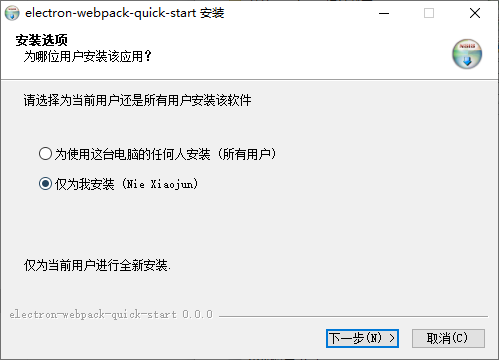 electron-webpack-quick-start 安装
安装选项
为哪位用户安装该应用？
请选择为当前用户还是所有用户安装该软件
为使用这台电脑的任何人安装 (所有用户)
仅为我安装 (Nie Xiaojun)
仅为当前用户进行全新安装.
electron-webpack-quick-start 0.0.0
下一步(N) > 取消(C)